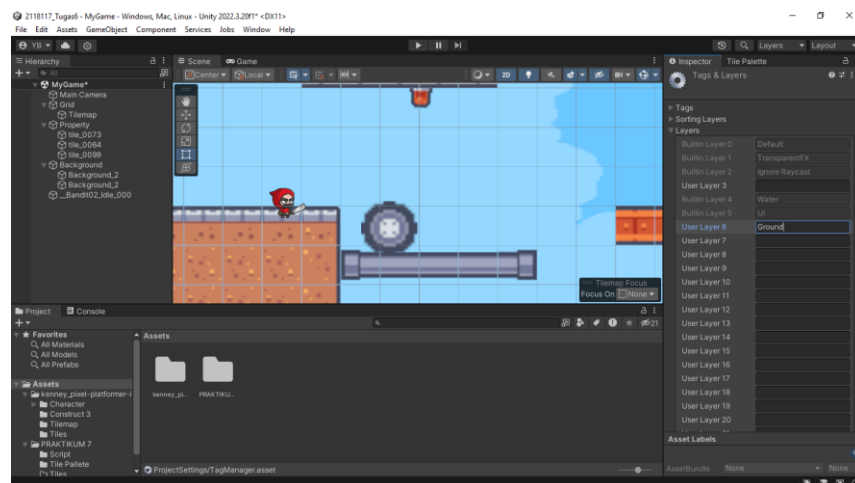 2118117_Tugas6 - MyGame - Windows, Mac, Linux - Unity 2022.3.20f1* <DX11>
File Edit Assets GameObject Component Services Jobs Window Help
YB
Layers
Layout
Hierarchy
All
MyGame*
Main Camera
Grid
Tilemap
Property
tile_0073
tile_0064
tile_0099
Background
Background_2
Background_2
__Bandit02_Idle_000
Scene
Game
Center
Local
2D
Tilemap Focus
Focus On None
Inspector
Tile Palette
Tags & Layers
Tags
Sorting Layers
Layers
Builtin Layer 0 Default
Builtin Layer 1 TransparentFX
Builtin Layer 2 Ignore Raycast
User Layer 3
Builtin Layer 4 Water
Builtin Layer 5 UI
User Layer 6 Ground
User Layer 7
User Layer 8
User Layer 9
User Layer 10
User Layer 11
User Layer 12
User Layer 13
User Layer 14
User Layer 15
User Layer 16
User Layer 17
User Layer 18
User Layer 19
User Layer 20
Asset Labels
AssetBundle None None
Project
Console
21
Favorites
All Materials
All Models
All Prefabs
Assets
kenney_pixel-platformer-i
Character
Construct 3
Tilemap
Tiles
PRAKTIKUM 7
Script
Tile Pallete
Tiles
Assets
kenney_pi...
PRAKTIKU...
ProjectSettings/TagManager.asset